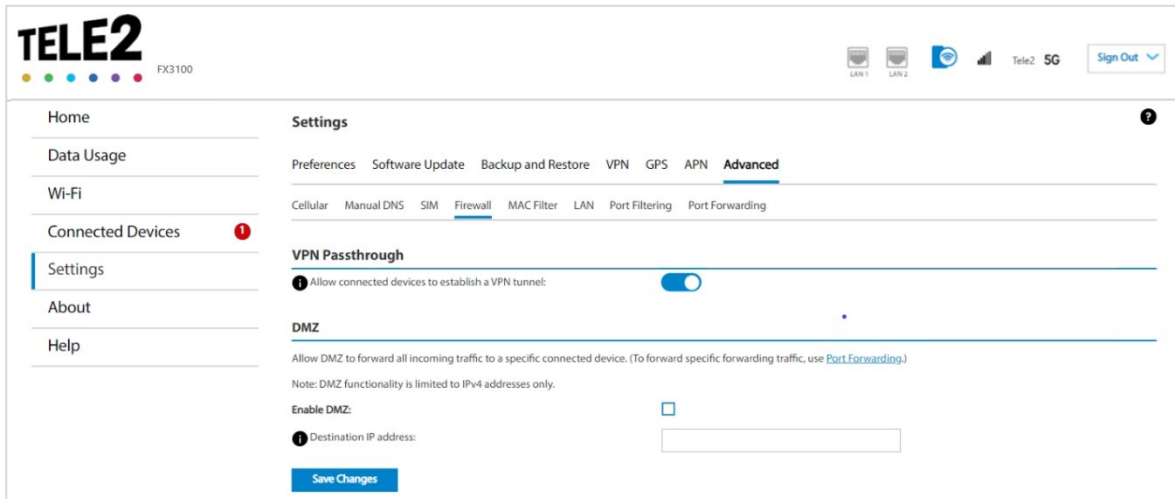 TELE2
FX3100
LAN 1
LAN 2
Tele2 5G
Sign Out
Home
Data Usage
Wi-Fi
Connected Devices 1
Settings
About
Help
Settings
?
Preferences Software Update Backup and Restore VPN GPS APN Advanced
Cellular Manual DNS SIM Firewall MAC Filter LAN Port Filtering Port Forwarding
VPN Passthrough
i Allow connected devices to establish a VPN tunnel:
DMZ
Allow DMZ to forward all incoming traffic to a specific connected device. (To forward specific forwarding traffic, use Port Forwarding.)
Note: DMZ functionality is limited to IPv4 addresses only.
Enable DMZ:
i Destination IP address:
Save Changes